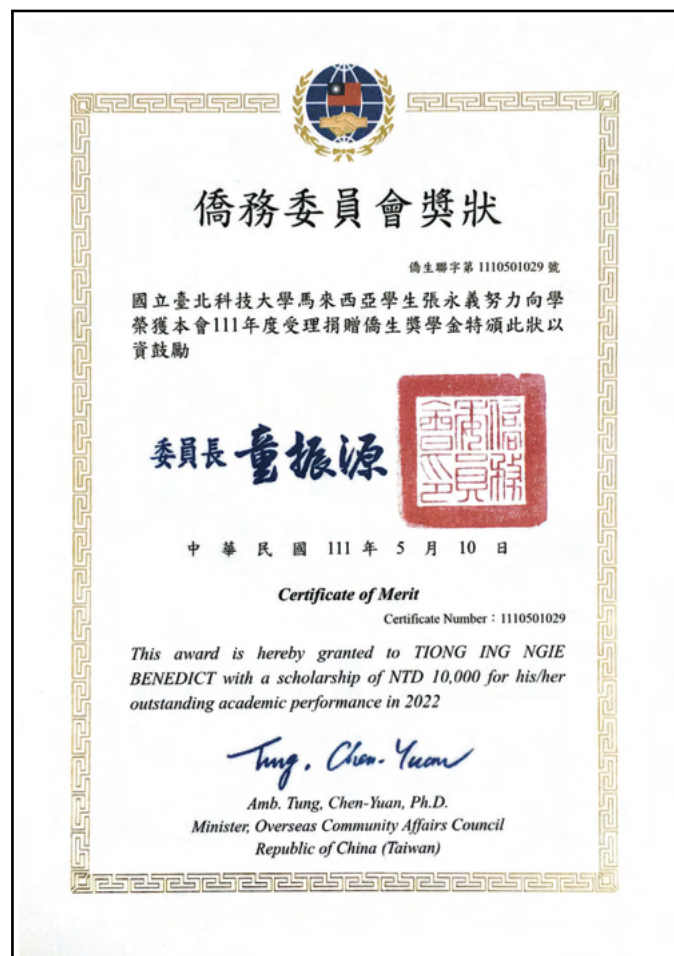 僑務委員會獎狀
僑生聯字第 1110501029 號
國立臺北科技大學馬來西亞學生張永義努力向學
榮獲本會111年度受理捐贈僑生獎學金特頒此狀以
資鼓勵
委員長 童振源
僑務委員會印
中 華 民 國 111 年 5 月 10 日
Certificate of Merit
Certificate Number：1110501029
This award is hereby granted to TIONG ING NGIE
BENEDICT with a scholarship of NTD 10,000 for his/her
outstanding academic performance in 2022
Tung, Chen-Yuan
Amb. Tung, Chen-Yuan, Ph.D.
Minister, Overseas Community Affairs Council
Republic of China (Taiwan)